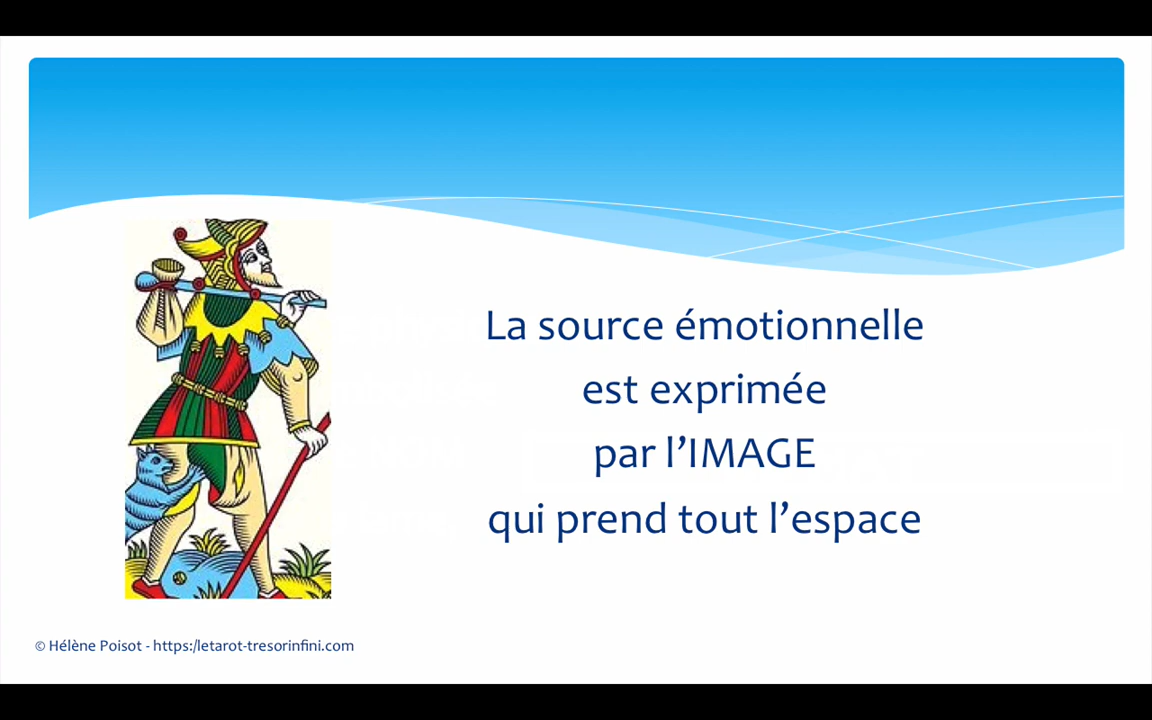 La source émotionnelle
est exprimée
par l’IMAGE
qui prend tout l’espace
© Hélène Poisot - https:/letarot-tresorinfini.com